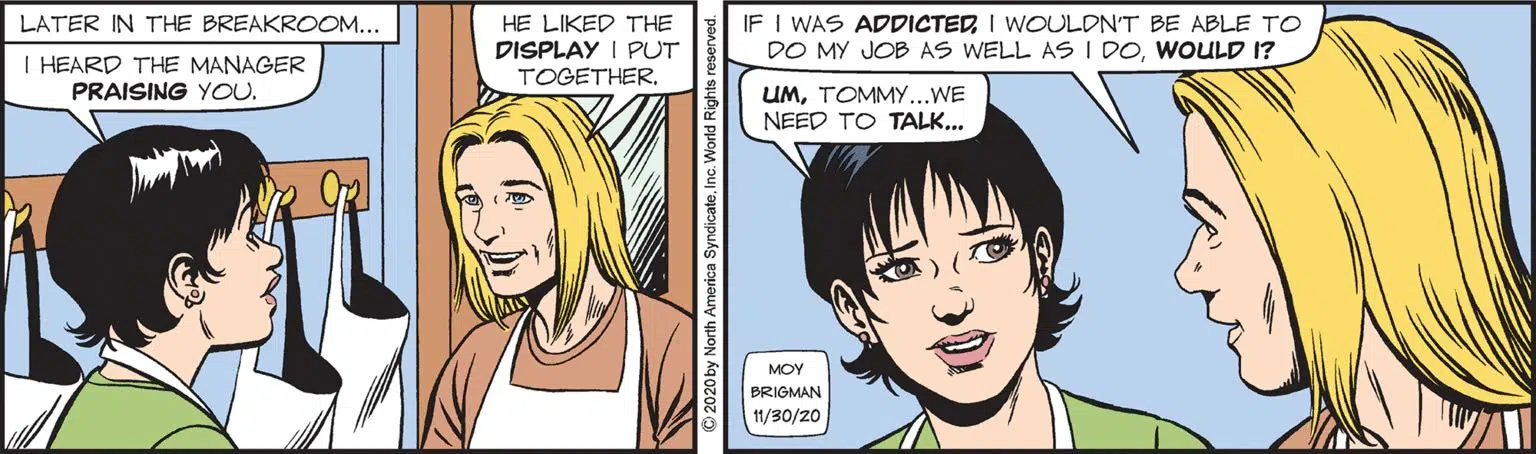 LATER IN THE BREAKROOM...
I HEARD THE MANAGER
PRAISING YOU.
HE LIKED THE
DISPLAY I PUT
TOGETHER.
© 2020 by North America Syndicate, Inc. World Rights reserved.
IF I WAS ADDICTED, I WOULDN'T BE ABLE TO
DO MY JOB AS WELL AS I DO, WOULD I?
UM, TOMMY...WE
NEED TO TALK...
MOY
BRIGMAN
11/30/20